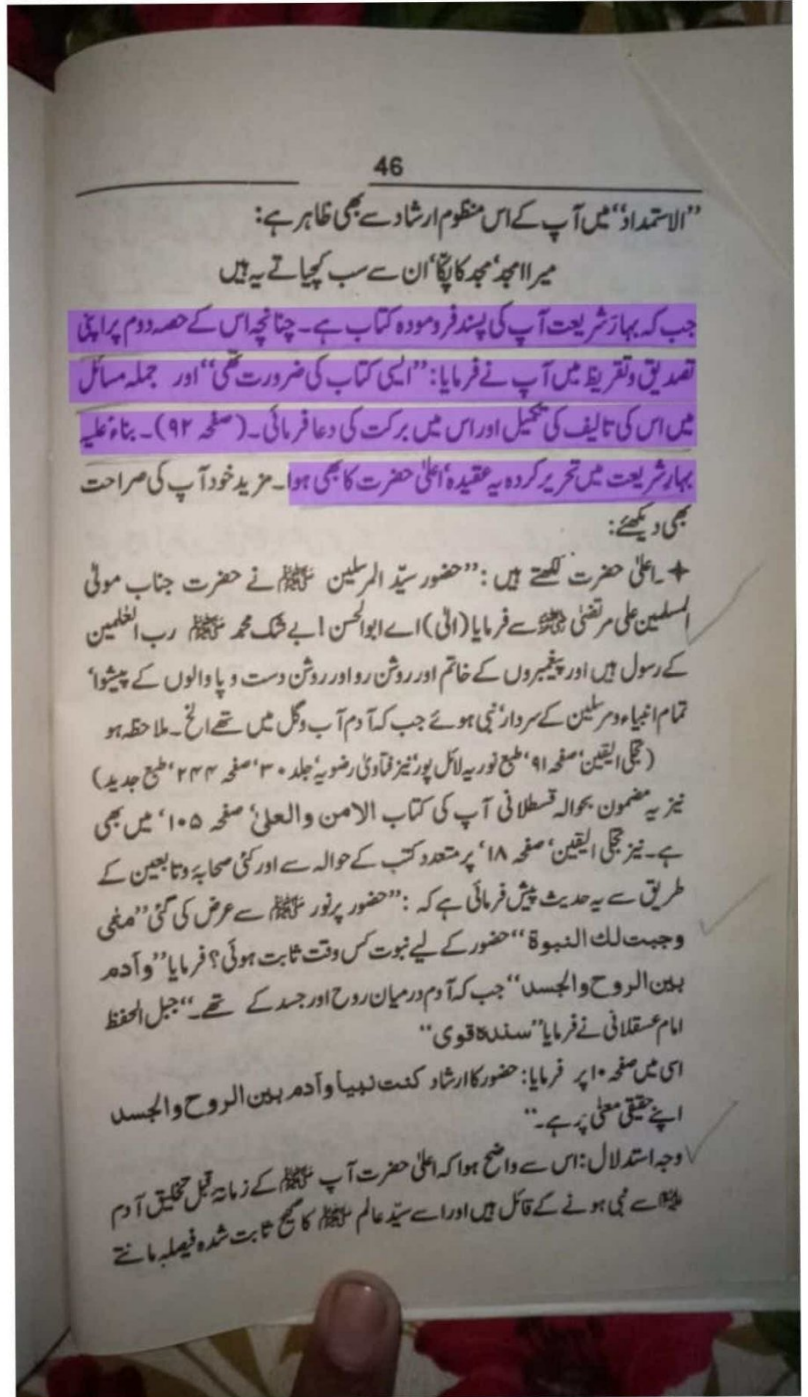 46
”الاستمداد“ میں آپ کے اس منظوم ارشاد سے بھی ظاہر ہے:
میرا امجد‘ مجد کا پکّا‘ ان سے سب کچیاتے یہ ہیں
جب کہ بہار شریعت آپ کی پسند فرمودہ کتاب ہے۔ چنانچہ اس کے حصہ دوم پر اپنی
تصدیق و تقریظ میں آپ نے فرمایا: ”ایسی کتاب کی ضرورت تھی“ اور جملہ مسائل
میں اس کی تالیف کی تکمیل اور اس میں برکت کی دعا فرمائی۔ (صفحہ ۹۲)۔ بناءً علیہ
بہار شریعت میں تحریر کردہ یہ عقیدہ‘ اعلیٰ حضرت کا بھی ہوا۔ مزید خود آپ کی صراحت
بھی دیکھئے:
✦۔ اعلیٰ حضرت لکھتے ہیں: ”حضور سیّد المرسلین ﷺ نے حضرت جناب مولیٰ
المسلمین علی مرتضیٰ ؓ سے فرمایا (الیٰ) اے ابوالحسن! بے شک محمد ﷺ رب العٰلمین
کے رسول ہیں اور پیغمبروں کے خاتم اور روشن رو اور روشن دست و پا والوں کے پیشوا‘
تمام انبیاء و مرسلین کے سردار‘ نبی ہوئے جب کہ آدم آب و گل میں تھے الخ۔ ملاحظہ ہو
(تجلی الیقین‘ صفحہ ۹۱‘ طبع نوریہ لائل پور‘ نیز فتاویٰ رضویہ‘ جلد ۳۰‘ صفحہ ۲۴۴‘ طبع جدید)
نیز یہ مضمون بحوالہ قسطلانی آپ کی کتاب الامن والعلیٰ‘ صفحہ ۱۰۵‘ میں بھی
ہے۔ نیز تجلی الیقین‘ صفحہ ۱۸‘ پر متعدد کتب کے حوالہ سے اور کئی صحابہ و تابعین کے
طریق سے یہ حدیث پیش فرمائی ہے کہ: ”حضور پرنور ﷺ سے عرض کی گئی ”متٰی
وجبت لك النبوة“ حضور کے لیے نبوت کس وقت ثابت ہوئی؟ فرمایا ”وآدم
بین الروح والجسد“ جب کہ آدم درمیان روح اور جسد کے تھے۔“ جبل الحفظ
امام عسقلانی نے فرمایا ”سندہ قوی“
اسی میں صفحہ ۱۰ پر فرمایا: حضور کا ارشاد کنت نبیا وآدم بین الروح والجسد
اپنے حقیقی معنیٰ پر ہے۔“
وجہ استدلال: اس سے واضح ہوا کہ اعلیٰ حضرت آپ ﷺ کے زمانۂ قبل تخلیق آدم
سے نبی ہونے کے قائل ہیں اور اسے سیّد عالم ﷺ کا صحیح ثابت شدہ فیصلہ مانتے